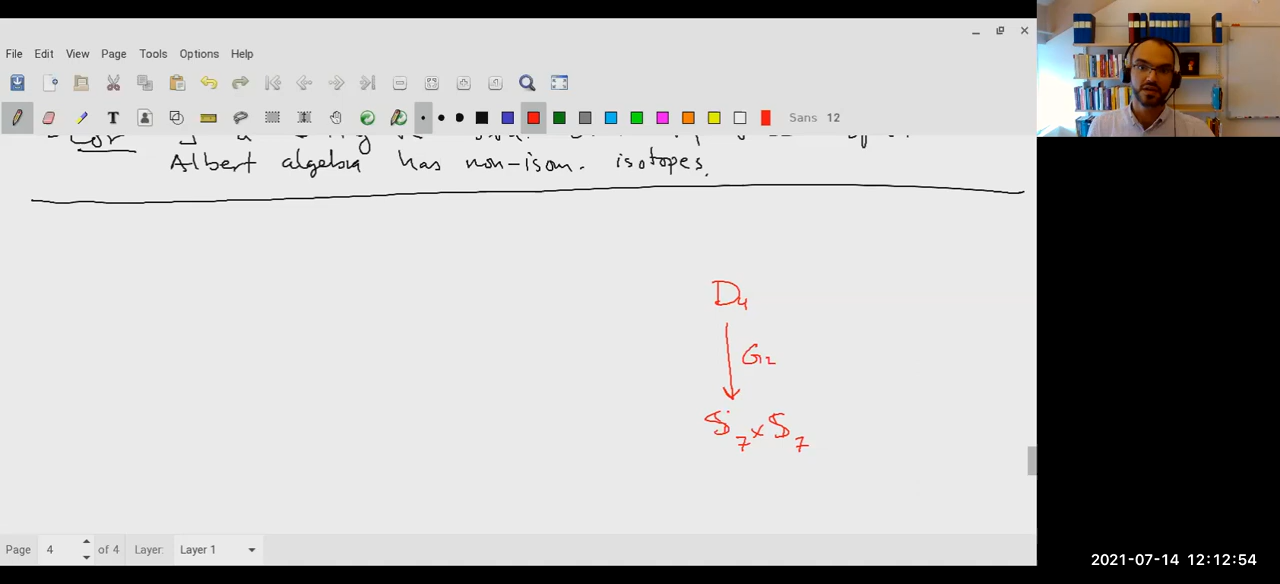 File Edit View Page Tools Options Help
Sans 12
Cor
Albert algebra has non-isom. isotopes.
D₄
G₂
𝕊₇ × 𝕊₇
Page 4 of 4 Layer: Layer 1
2021-07-14 12:12:54